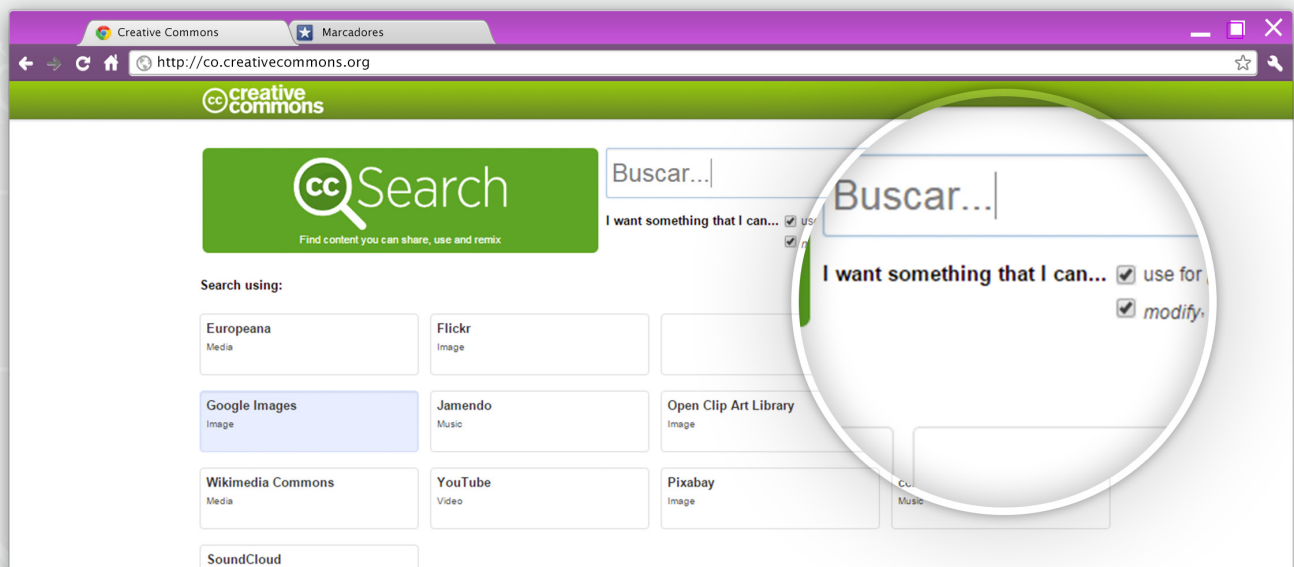 Creative Commons
Marcadores
http://co.creativecommons.org
cc creative
commons
cc Search
Find content you can share, use and remix
Buscar...
I want something that I can...
Buscar...
I want something that I can... use for
modify,
Search using:
Europeana
Media
Flickr
Image
Google Images
Image
Jamendo
Music
Open Clip Art Library
Image
Wikimedia Commons
Media
YouTube
Video
Pixabay
Image
Music
SoundCloud